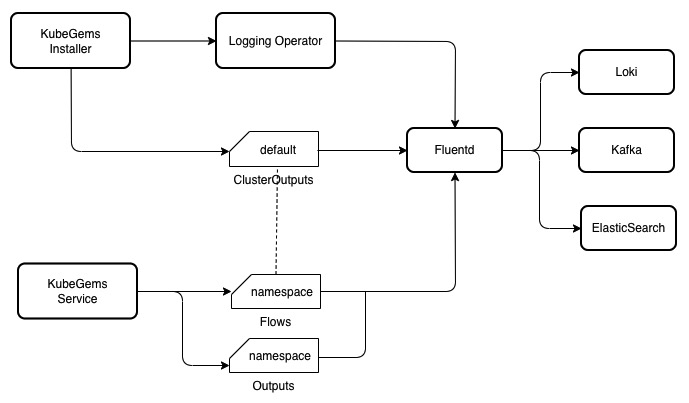 KubeGems
Installer
Logging Operator
Loki
default
ClusterOutputs
Fluentd
Kafka
ElasticSearch
KubeGems
Service
namespace
Flows
namespace
Outputs